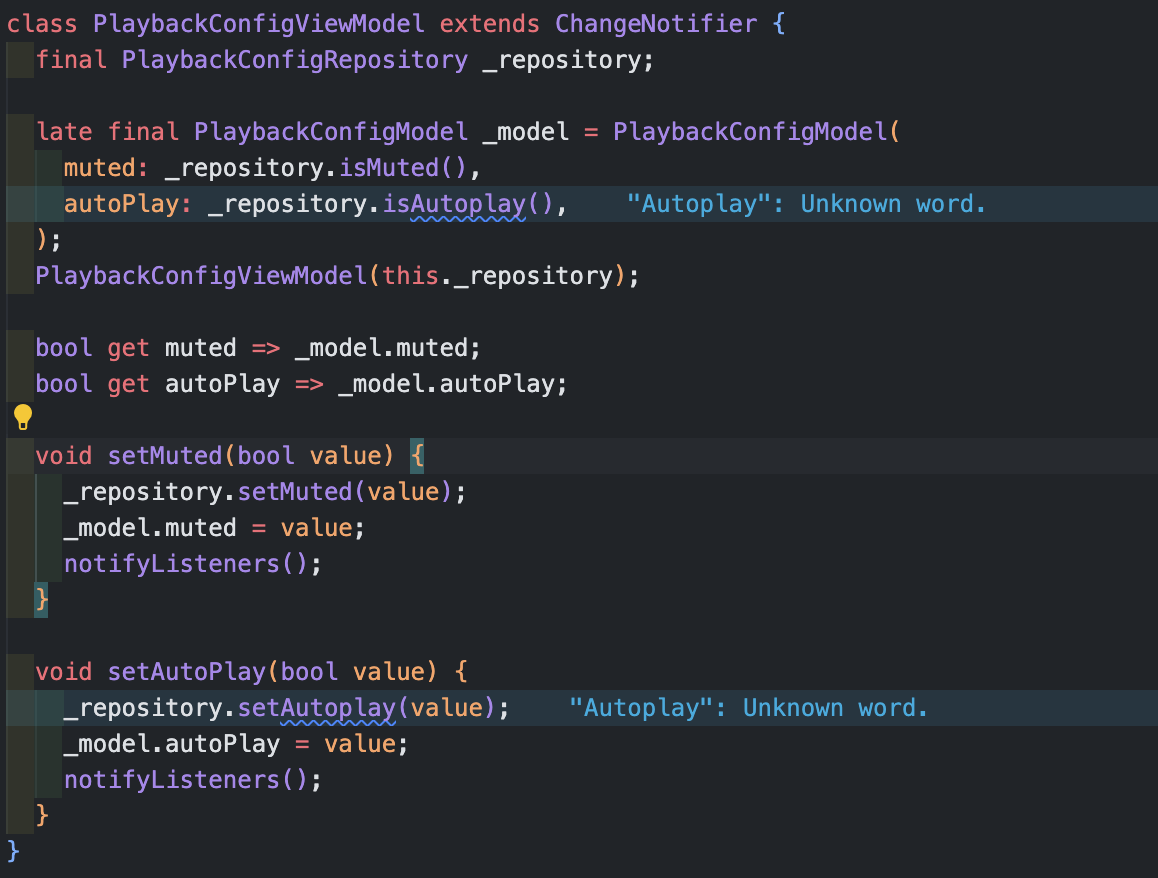 class PlaybackConfigViewModel extends ChangeNotifier {
  final PlaybackConfigRepository _repository;

  late final PlaybackConfigModel _model = PlaybackConfigModel(
    muted: _repository.isMuted(),
    autoPlay: _repository.isAutoplay(),    "Autoplay": Unknown word.
  );
  PlaybackConfigViewModel(this._repository);

  bool get muted => _model.muted;
  bool get autoPlay => _model.autoPlay;

  void setMuted(bool value) {
    _repository.setMuted(value);
    _model.muted = value;
    notifyListeners();
  }

  void setAutoPlay(bool value) {
    _repository.setAutoplay(value);    "Autoplay": Unknown word.
    _model.autoPlay = value;
    notifyListeners();
  }
}